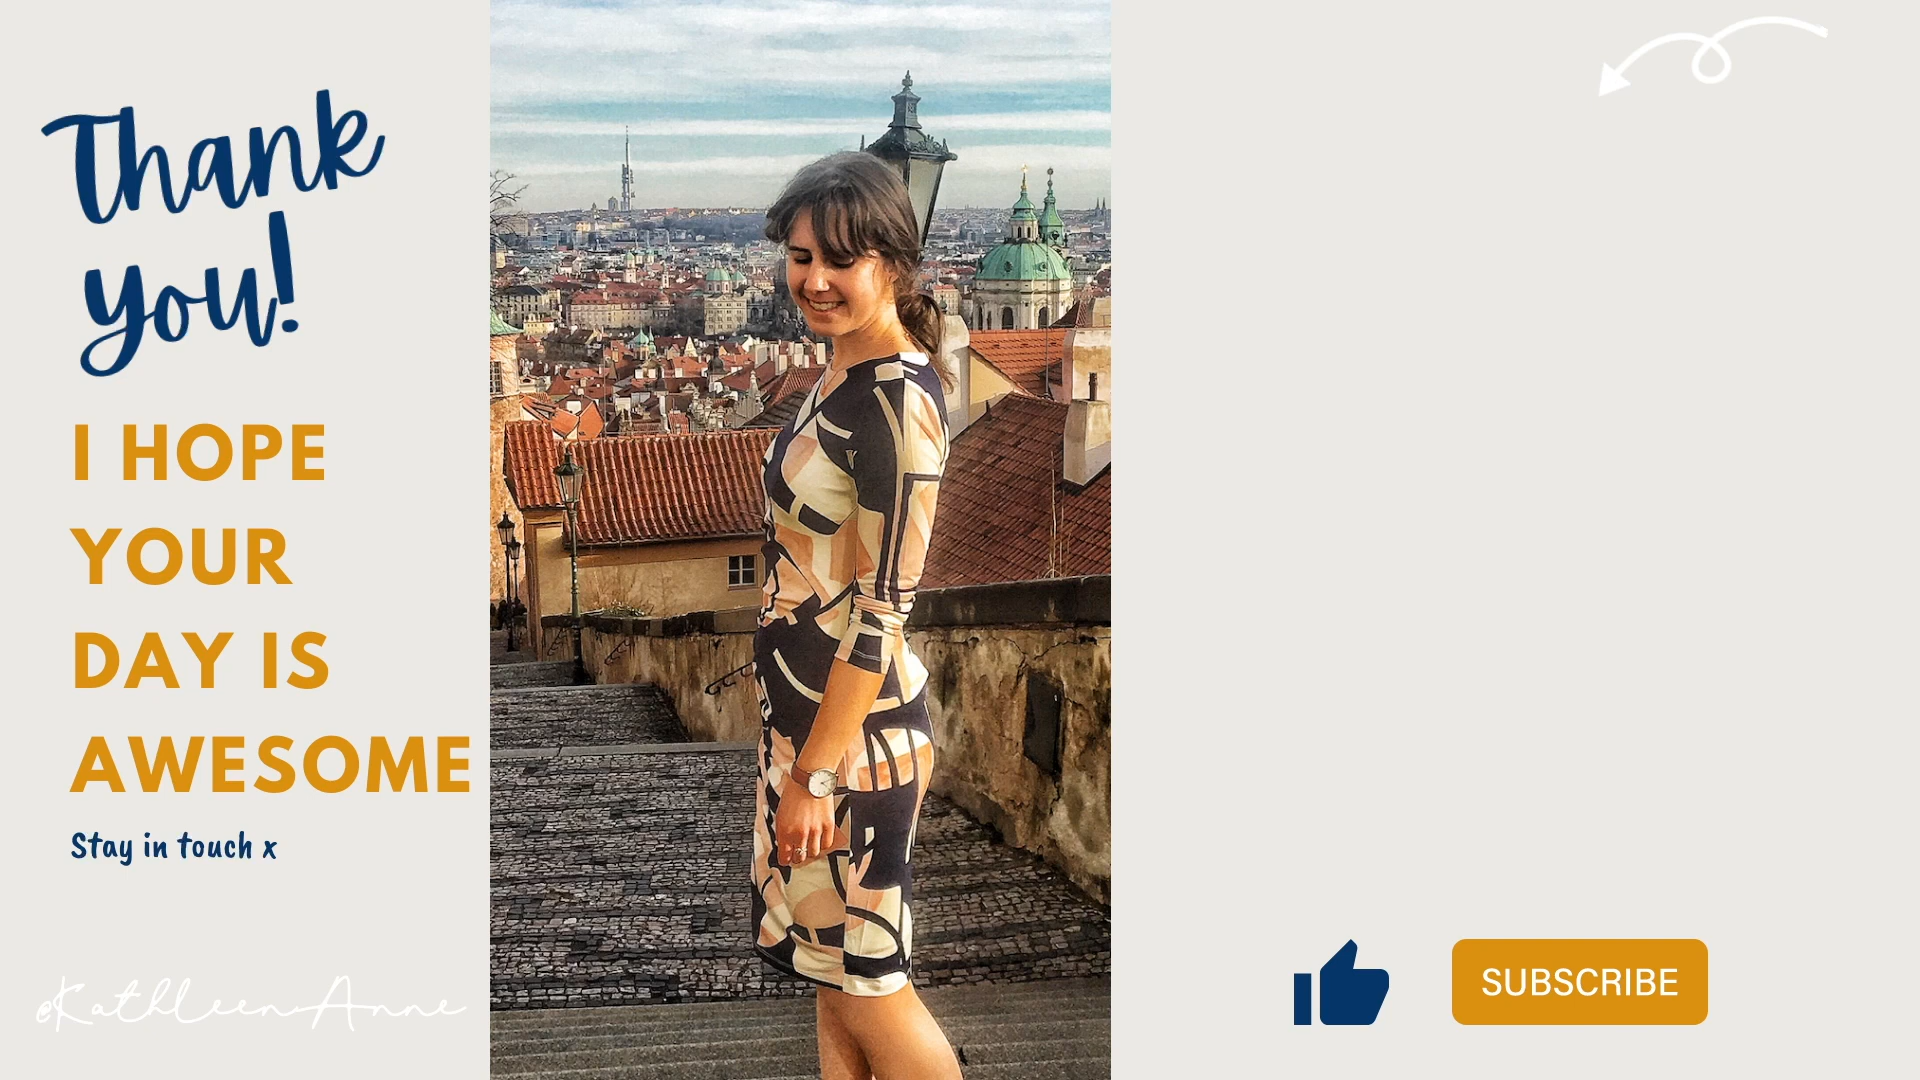 Thank
you!
I HOPE
YOUR
DAY IS
AWESOME
Stay in touch x
@KathleenAnne
SUBSCRIBE